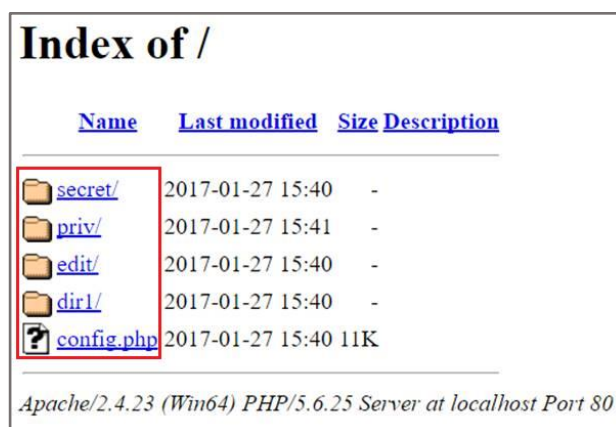 Index of /
Name Last modified Size Description
secret/ 2017-01-27 15:40 -
priv/ 2017-01-27 15:41 -
edit/ 2017-01-27 15:40 -
dir1/ 2017-01-27 15:40 -
config.php 2017-01-27 15:40 11K
Apache/2.4.23 (Win64) PHP/5.6.25 Server at localhost Port 80